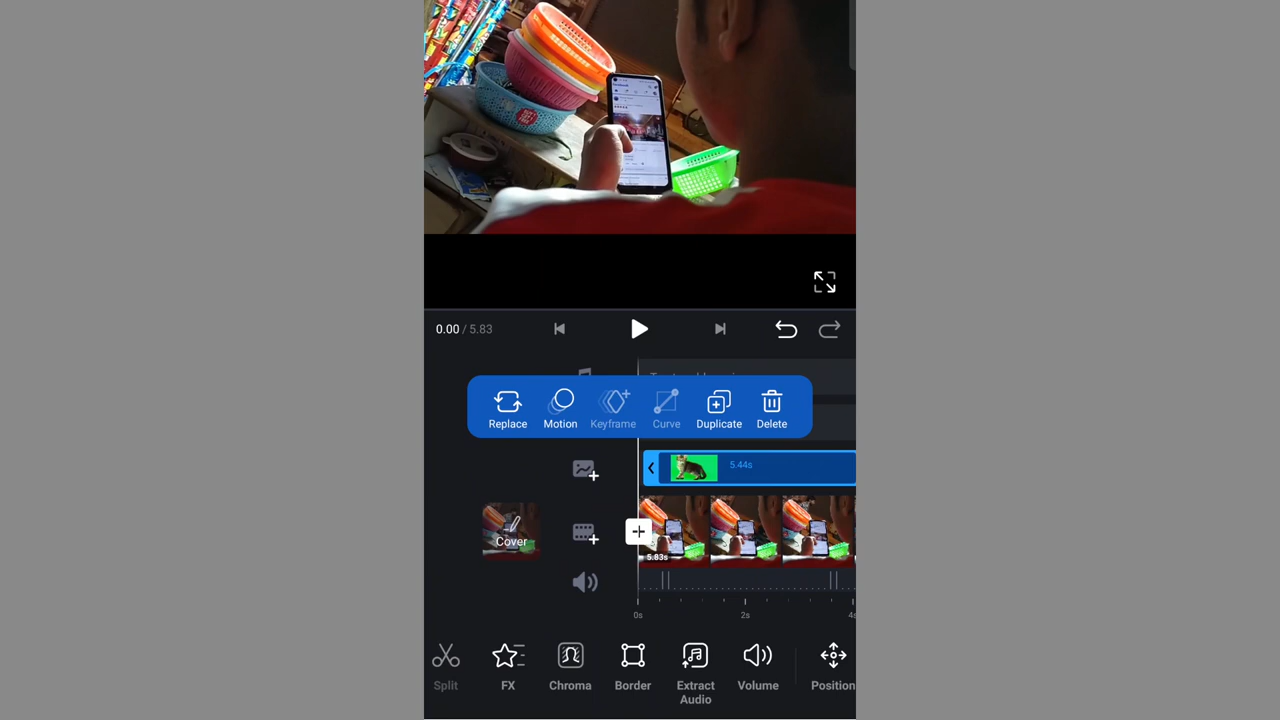 0.00 / 5.83
Replace
Motion
Keyframe
Curve
Duplicate
Delete
5.44s
Cover
5.83s
0s
2s
4s
Split
FX
Chroma
Border
Extract
Audio
Volume
Position